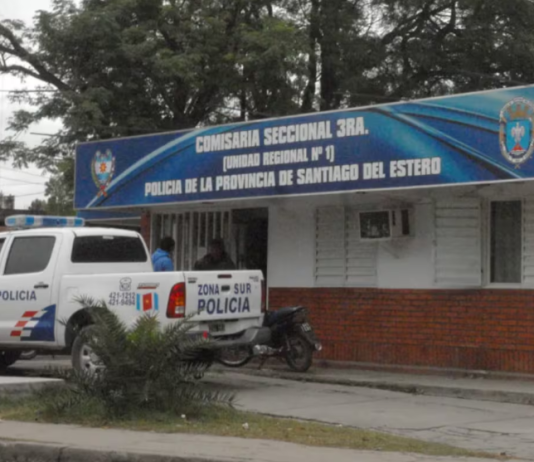 COMISARIA SECCIONAL 3RA.
(UNIDAD REGIONAL Nº 1)
POLICIA DE LA PROVINCIA DE SANTIAGO DEL ESTERO
POLICIA
ZONA SUR
POLICIA